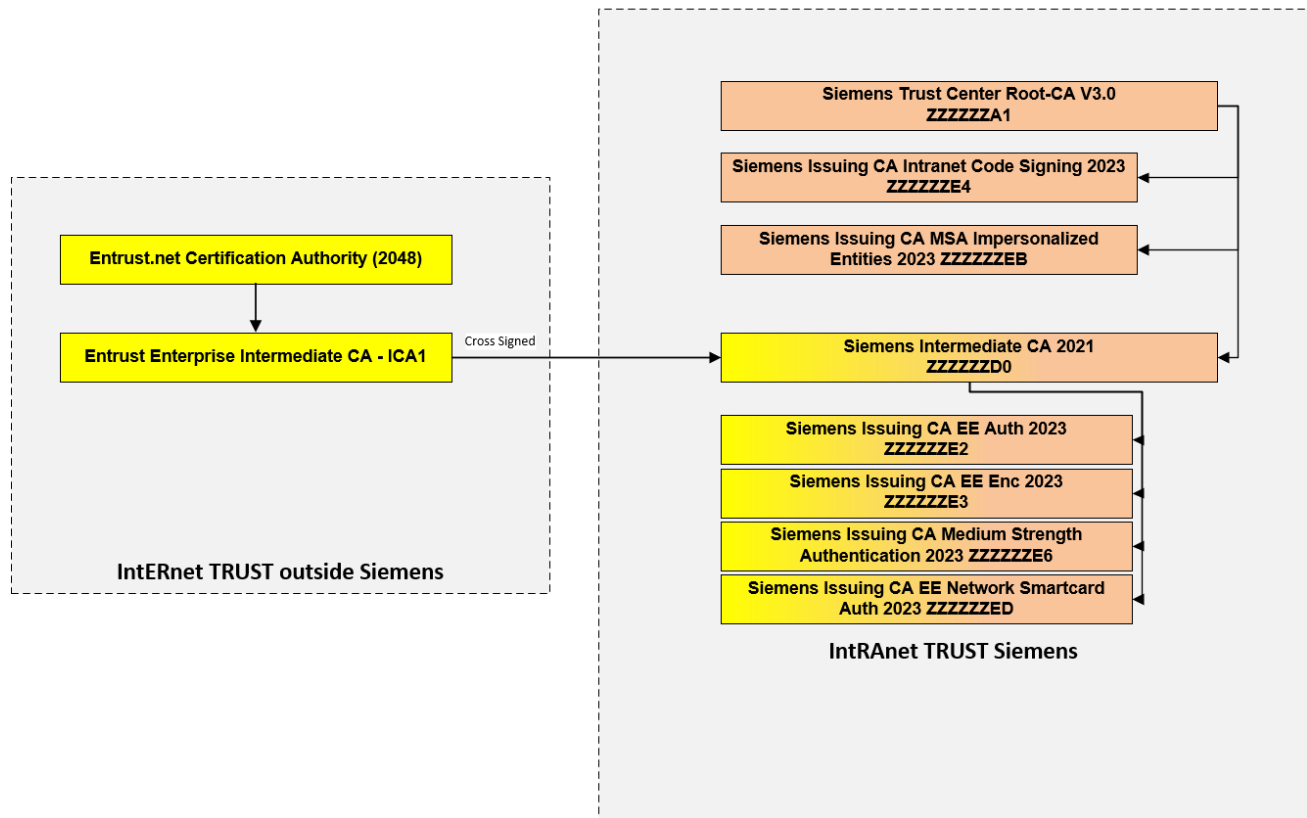 Entrust.net Certification Authority (2048)
Entrust Enterprise Intermediate CA - ICA1
IntERnet TRUST outside Siemens
Cross Signed
Siemens Trust Center Root-CA V3.0
ZZZZZZA1
Siemens Issuing CA Intranet Code Signing 2023
ZZZZZZE4
Siemens Issuing CA MSA Impersonalized
Entities 2023 ZZZZZZEB
Siemens Intermediate CA 2021
ZZZZZZD0
Siemens Issuing CA EE Auth 2023
ZZZZZZE2
Siemens Issuing CA EE Enc 2023
ZZZZZZE3
Siemens Issuing CA Medium Strength
Authentication 2023 ZZZZZZE6
Siemens Issuing CA EE Network Smartcard
Auth 2023 ZZZZZZED
IntRAnet TRUST Siemens